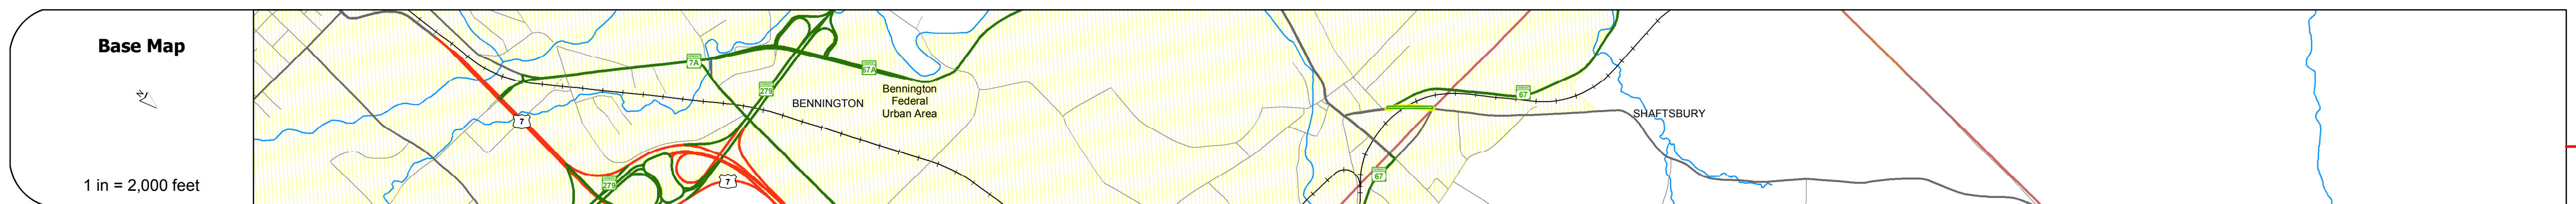 Base Map
N
1 in = 2,000 feet
7
7A
279
67A
BENNINGTON
Bennington
Federal
Urban Area
279
7
67
67
SHAFTSBURY